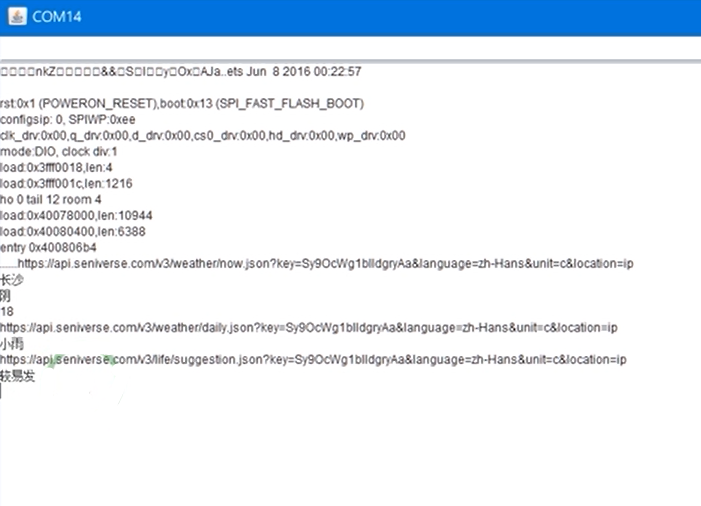 COM14
nkZ&&SIyOxAJa..ets Jun 8 2016 00:22:57
rst:0x1 (POWERON_RESET),boot:0x13 (SPI_FAST_FLASH_BOOT)
configsip: 0, SPIWP:0xee
clk_drv:0x00,q_drv:0x00,d_drv:0x00,cs0_drv:0x00,hd_drv:0x00,wp_drv:0x00
mode:DIO, clock div:1
load:0x3fff0018,len:4
load:0x3fff001c,len:1216
ho 0 tail 12 room 4
load:0x40078000,len:10944
load:0x40080400,len:6388
entry 0x400806b4
......https://api.seniverse.com/v3/weather/now.json?key=Sy9OcWg1blldgryAa&language=zh-Hans&unit=c&location=ip
长沙
阴
18
https://api.seniverse.com/v3/weather/daily.json?key=Sy9OcWg1blldgryAa&language=zh-Hans&unit=c&location=ip
小雨
https://api.seniverse.com/v3/life/suggestion.json?key=Sy9OcWg1blldgryAa&language=zh-Hans&unit=c&location=ip
较易发